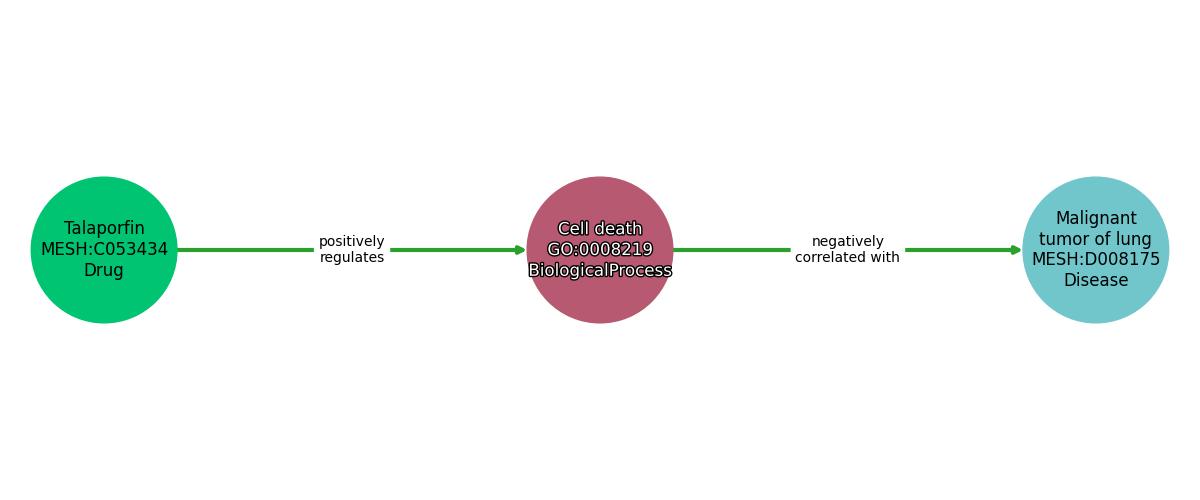 Talaporfin
MESH:C053434
Drug
positively
regulates
Cell death
GO:0008219
BiologicalProcess
negatively
correlated with
Malignant
tumor of lung
MESH:D008175
Disease